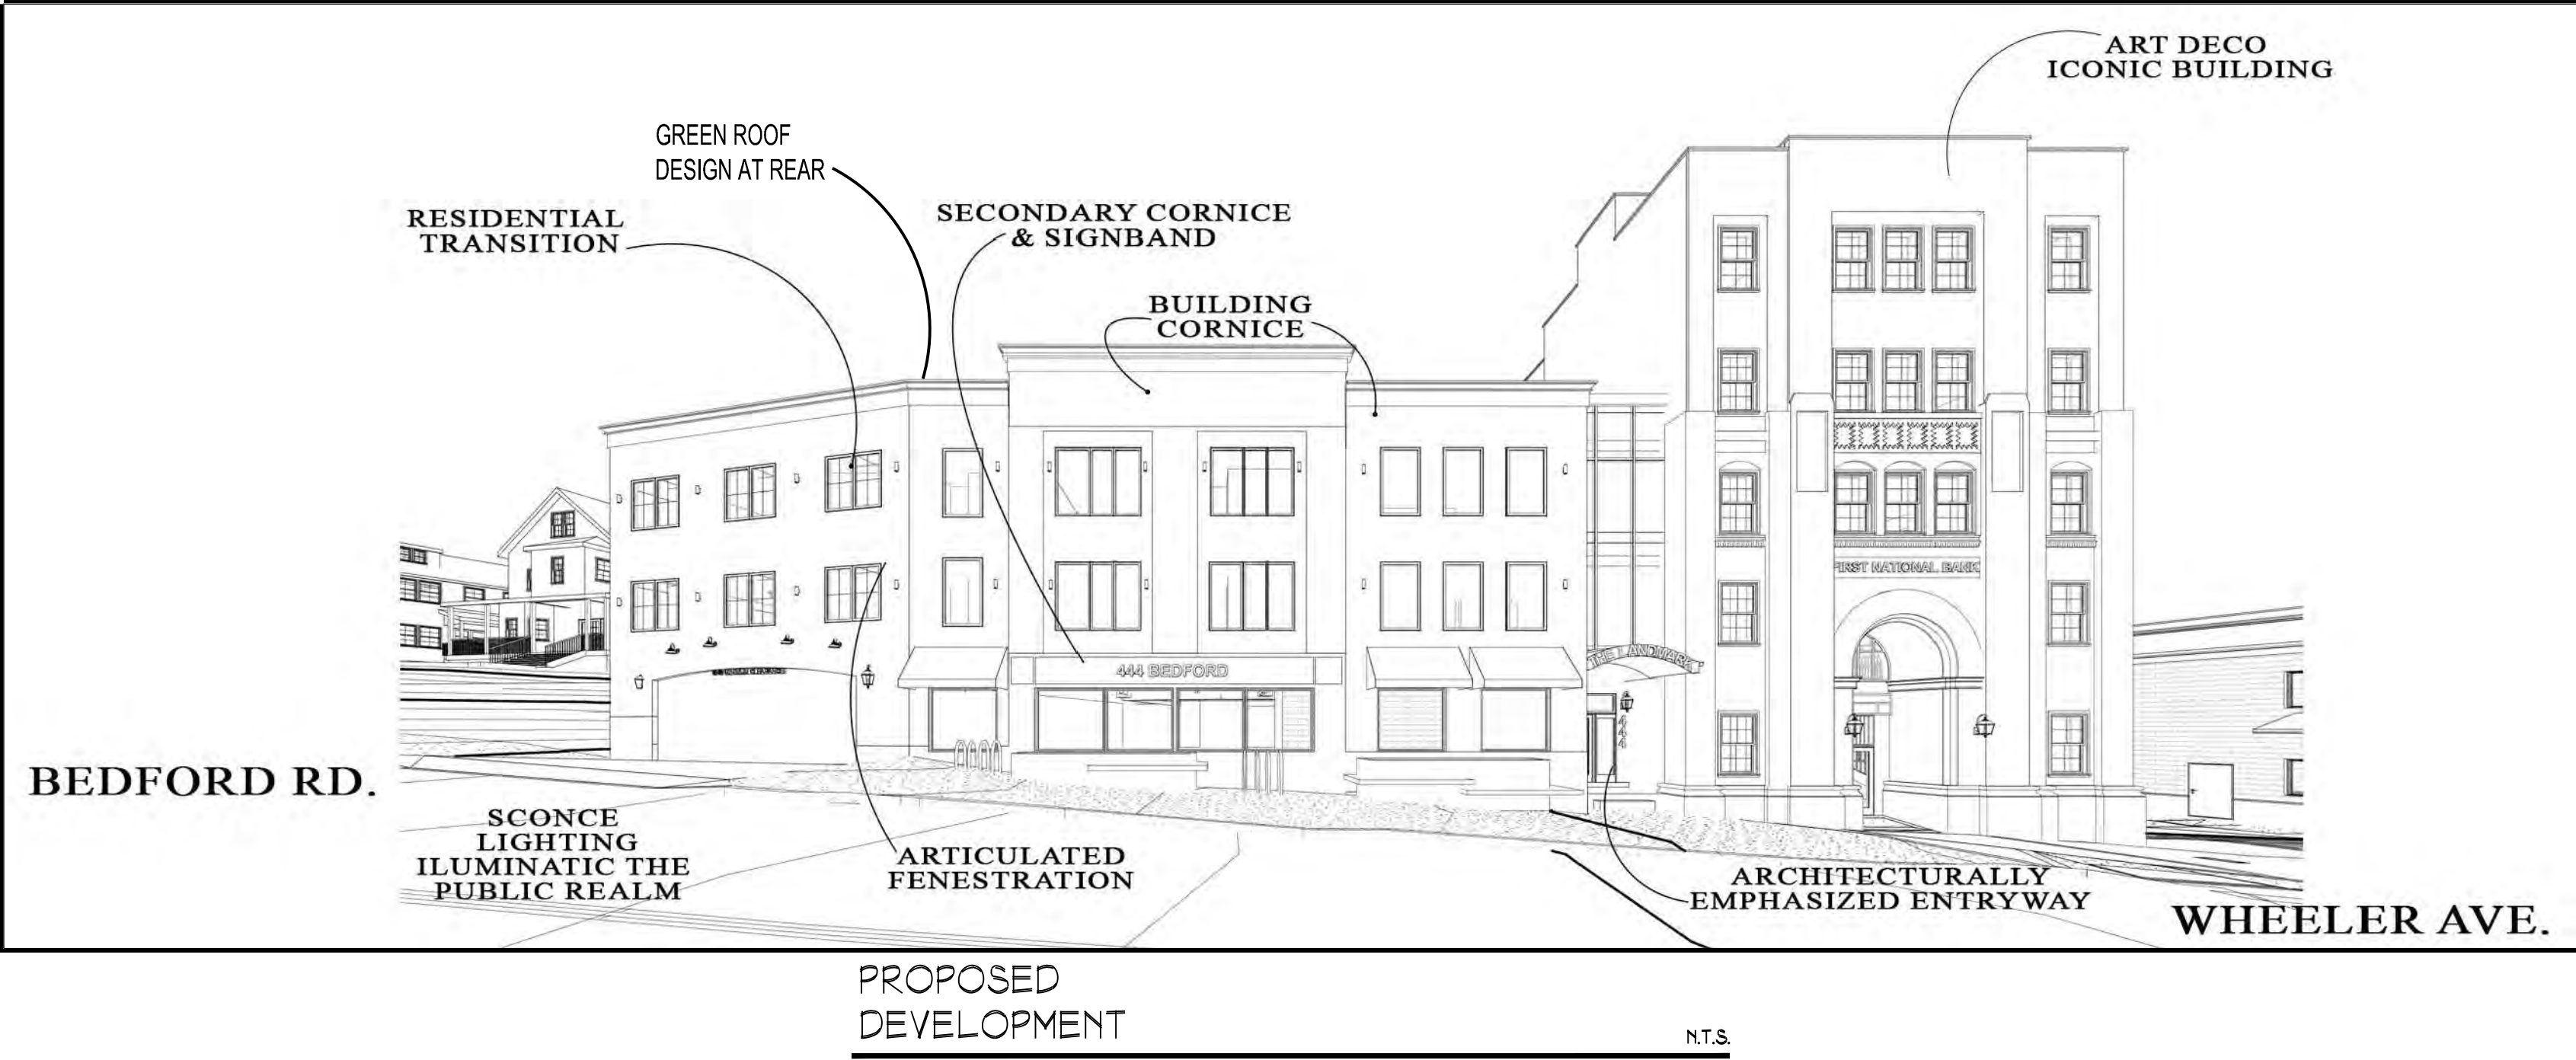 ART DECO
ICONIC BUILDING
GREEN ROOF
DESIGN AT REAR
RESIDENTIAL
TRANSITION
SECONDARY CORNICE
& SIGNBAND
BUILDING
CORNICE
FIRST NATIONAL BANK
THE LANDMARK
444 BEDFORD
444
BEDFORD RD.
SCONCE
LIGHTING
ILUMINATIC THE
PUBLIC REALM
ARTICULATED
FENESTRATION
ARCHITECTURALLY
EMPHASIZED ENTRYWAY
WHEELER AVE.
PROPOSED
DEVELOPMENT
N.T.S.